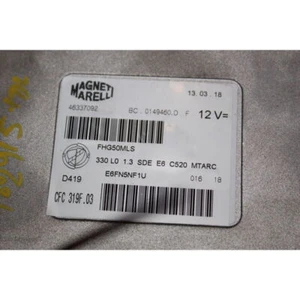 MAGNETI MARELLI 13.03.18
46337092 BC . 0149460.D . F 12V=
FHG50MLS
330 L0 1.3 SDE E6 C520 MTARC
D419 E6FN5NF1U 016 18
CFC 319F.03